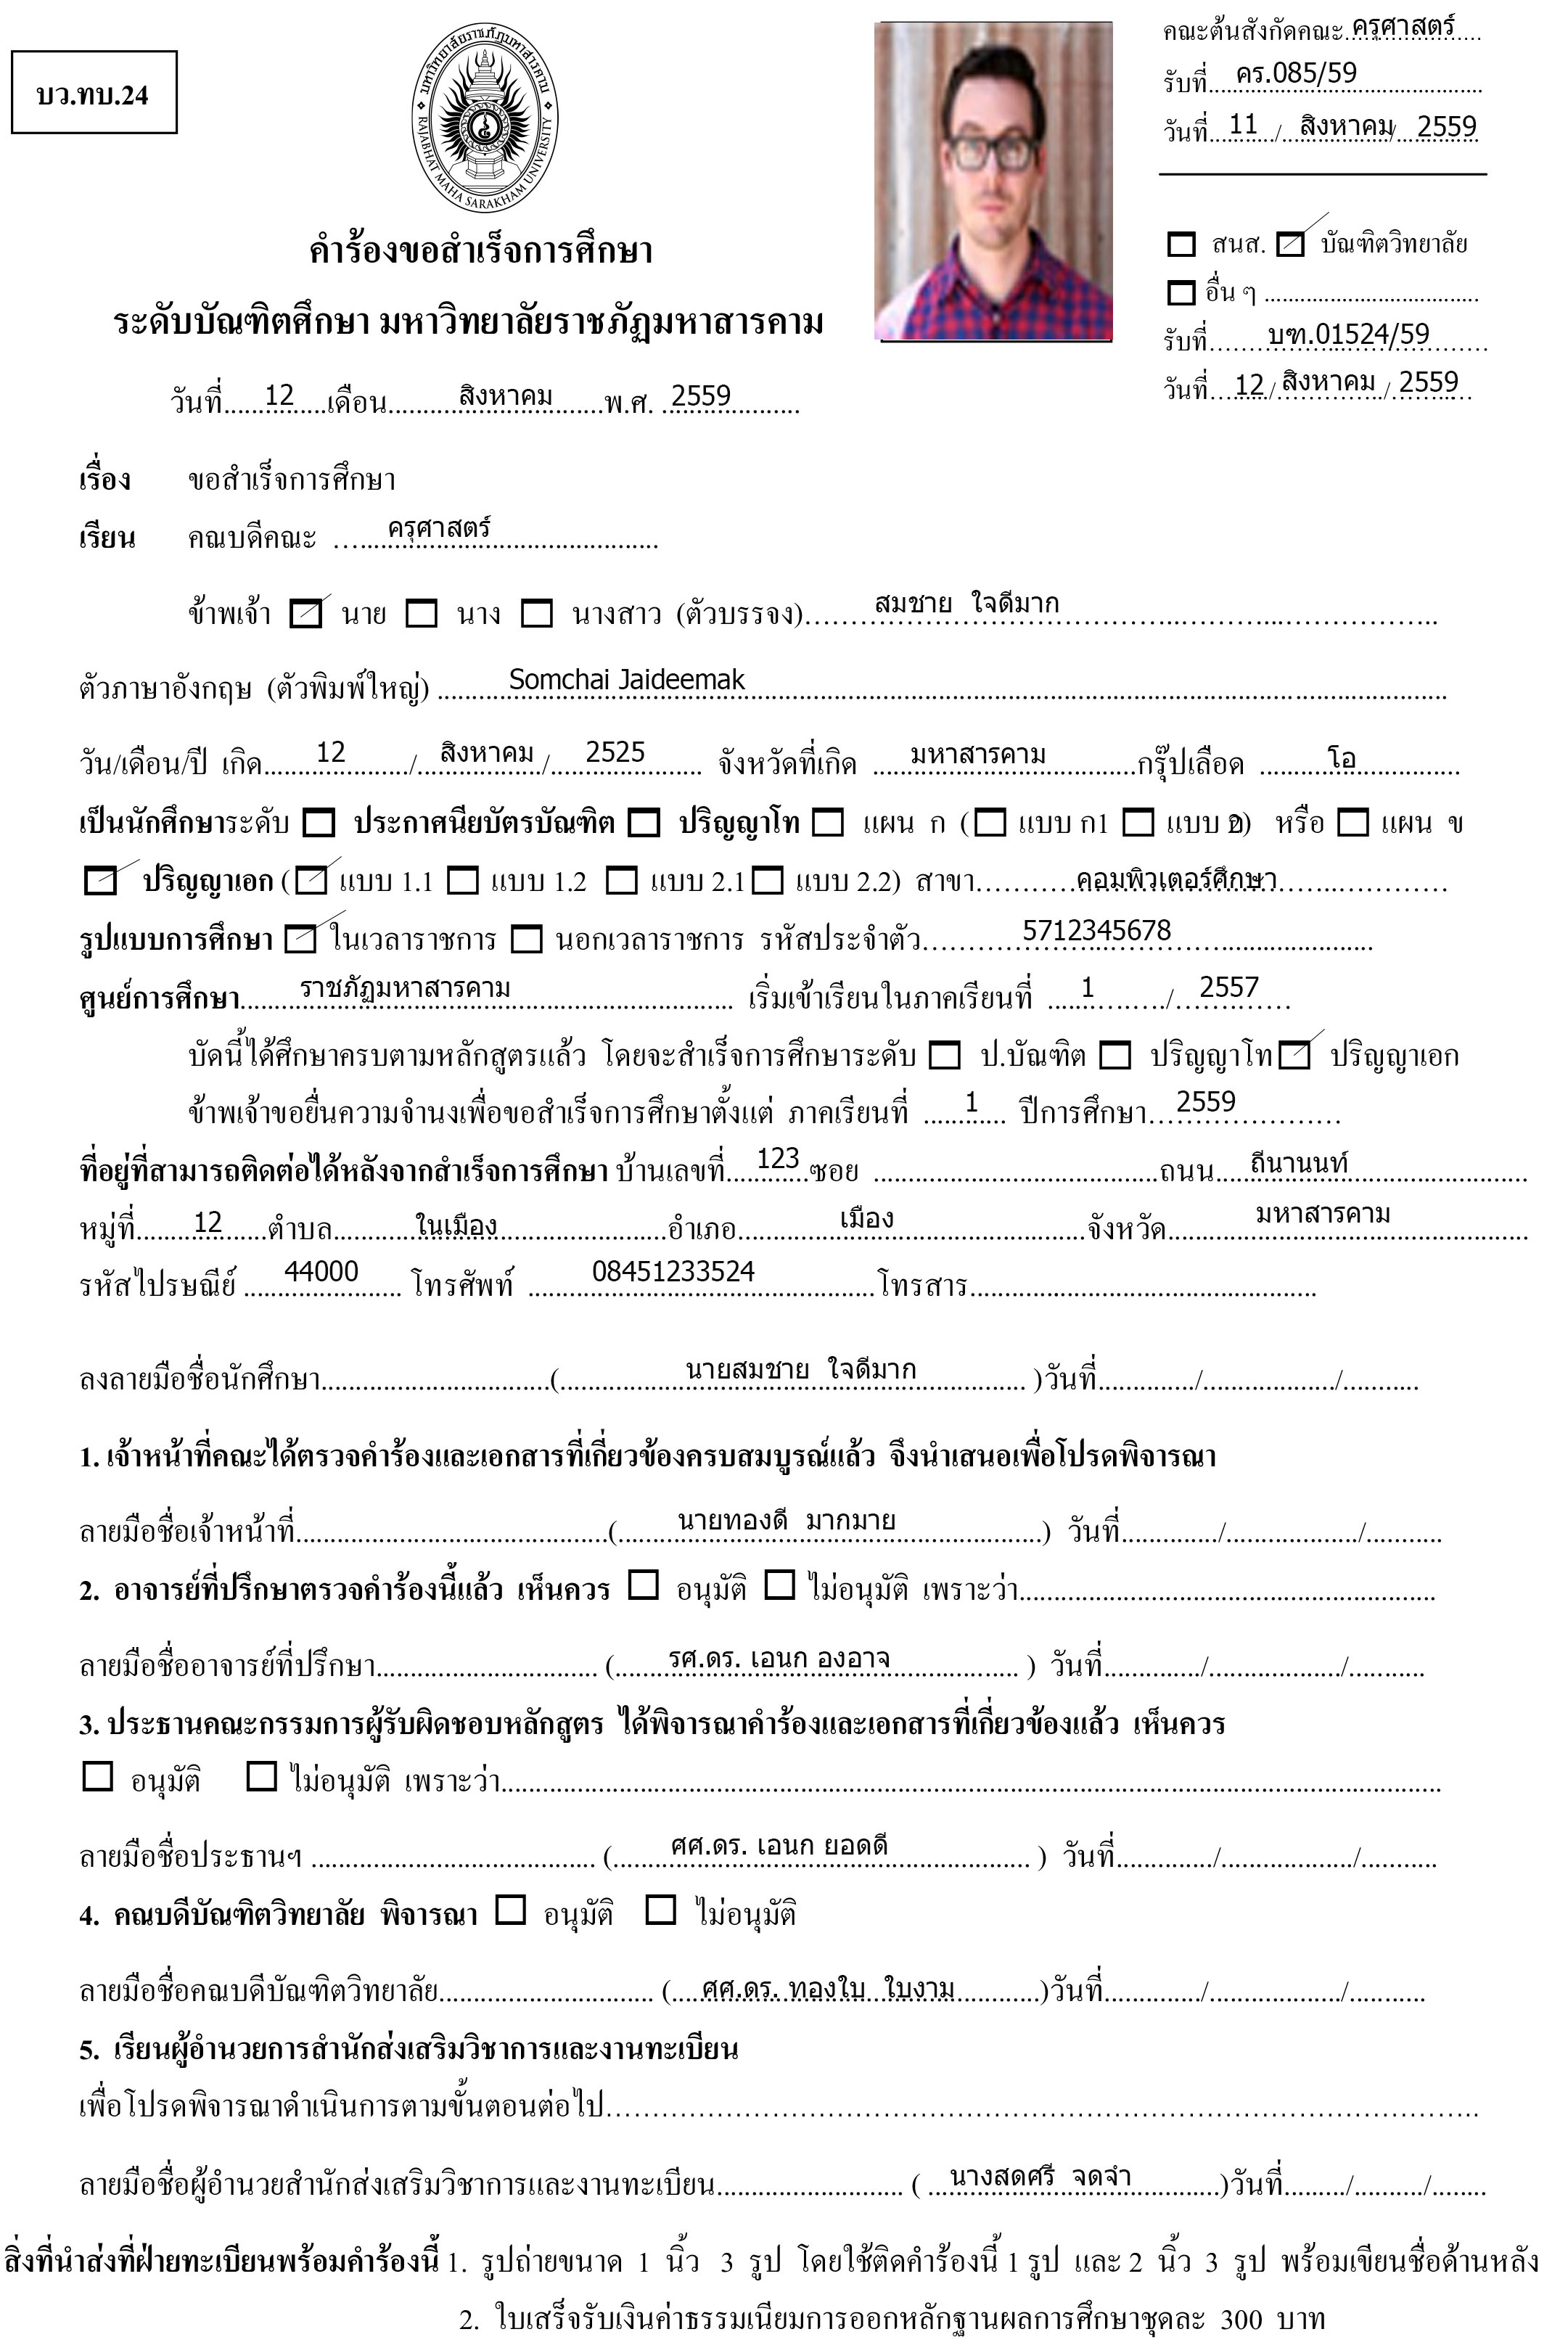 บว.ทบ.24
มหาวิทยาลัยราชภัฏมหาสารคาม
RAJABHAT MAHA SARAKHAM UNIVERSITY
คณะต้นสังกัดคณะ..ครุศาสตร์..................
รับที่....คร.085/59..............................
วันที่...11......../...สิงหาคม/...2559
สนส. บัณฑิตวิทยาลัย
อื่น ๆ ....................................
รับที่..........บฑ.01524/59..........
วันที่....12/สิงหาคม/2559...
คำร้องขอสำเร็จการศึกษา
ระดับบัณฑิตศึกษา มหาวิทยาลัยราชภัฏมหาสารคาม
วันที่......12.........เดือน..........สิงหาคม..........พ.ศ. .2559..........
เรื่อง ขอสำเร็จการศึกษา
เรียน คณบดีคณะ .......ครุศาสตร์..............................
ข้าพเจ้า นาย นาง นางสาว (ตัวบรรจง)..........สมชาย ใจดีมาก........................................
ตัวภาษาอังกฤษ (ตัวพิมพ์ใหญ่) ..........Somchai Jaideemak................................................................................
วัน/เดือน/ปี เกิด........12........../...สิงหาคม../....2525........ จังหวัดที่เกิด .....มหาสารคาม.............กรุ๊ปเลือด ..........โอ...............
เป็นนักศึกษาระดับ ประกาศนียบัตรบัณฑิต ปริญญาโท แผน ก ( แบบ ก1 แบบ ก2) หรือ แผน ข
ปริญญาเอก ( แบบ 1.1 แบบ 1.2 แบบ 2.1 แบบ 2.2) สาขา...............คอมพิวเตอร์ศึกษา.........................
รูปแบบการศึกษา ในเวลาราชการ นอกเวลาราชการ รหัสประจำตัว...............5712345678..............................
ศูนย์การศึกษา.........ราชภัฏมหาสารคาม................................ เริ่มเข้าเรียนในภาคเรียนที่ .....1........../....2557.....
บัดนี้ได้ศึกษาครบตามหลักสูตรแล้ว โดยจะสำเร็จการศึกษาระดับ ป.บัณฑิต ปริญญาโท ปริญญาเอก
ข้าพเจ้าขอยื่นความจำนงเพื่อขอสำเร็จการศึกษาตั้งแต่ ภาคเรียนที่ ......1..... ปีการศึกษา....2559...............
ที่อยู่ที่สามารถติดต่อได้หลังจากสำเร็จการศึกษา บ้านเลขที่.....123..ซอย ..........................................ถนน.....ถีนานนท์...........................
หมู่ที่.........12.......ตำบล............ในเมือง.........................อำเภอ...............เมือง............................จังหวัด.............มหาสารคาม....................
รหัสไปรษณีย์ ......44000....... โทรศัพท์ ..........08451233524.................โทรสาร...................................................
ลงลายมือชื่อนักศึกษา.................................(...................นายสมชาย ใจดีมาก................ )วันที่............../.................../...........
1. เจ้าหน้าที่คณะได้ตรวจคำร้องและเอกสารที่เกี่ยวข้องครบสมบูรณ์แล้ว จึงนำเสนอเพื่อโปรดพิจารณา
ลายมือชื่อเจ้าหน้าที่.............................................(.........นายทองดี มากมาย.....................) วันที่............../.................../...........
2. อาจารย์ที่ปรึกษาตรวจคำร้องนี้แล้ว เห็นควร อนุมัติ ไม่อนุมัติ เพราะว่า............................................................
ลายมือชื่ออาจารย์ที่ปรึกษา................................ (........รศ.ดร. เอนก องอาจ................... ) วันที่............../.................../...........
3. ประธานคณะกรรมการผู้รับผิดชอบหลักสูตร ได้พิจารณาคำร้องและเอกสารที่เกี่ยวข้องแล้ว เห็นควร
อนุมัติ ไม่อนุมัติ เพราะว่า........................................................................................................................................
ลายมือชื่อประธานฯ ......................................... (........ศศ.ดร. เอนก ยอดดี..................... ) วันที่............../.................../...........
4. คณบดีบัณฑิตวิทยาลัย พิจารณา อนุมัติ ไม่อนุมัติ
ลายมือชื่อคณบดีบัณฑิตวิทยาลัย............................... (....ศศ.ดร. ทองใบ ใบงาม............)วันที่............../.................../...........
5. เรียนผู้อำนวยการสำนักส่งเสริมวิชาการและงานทะเบียน
เพื่อโปรดพิจารณาดำเนินการตามขั้นตอนต่อไป..............................................................................................
ลายมือชื่อผู้อำนวยสำนักส่งเสริมวิชาการและงานทะเบียน........................... ( ...นางสดศรี จดจำ.............)วันที่........./........../........
สิ่งที่นำส่งที่ฝ่ายทะเบียนพร้อมคำร้องนี้ 1. รูปถ่ายขนาด 1 นิ้ว 3 รูป โดยใช้ติดคำร้องนี้ 1 รูป และ 2 นิ้ว 3 รูป พร้อมเขียนชื่อด้านหลัง
2. ใบเสร็จรับเงินค่าธรรมเนียมการออกหลักฐานผลการศึกษาชุดละ 300 บาท